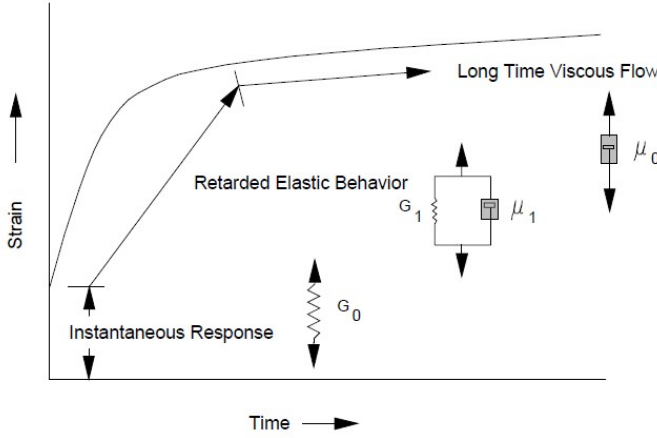 Long Time Viscous Flow
μ0
Retarded Elastic Behavior
G1
μ1
Strain
G0
Instantaneous Response
Time